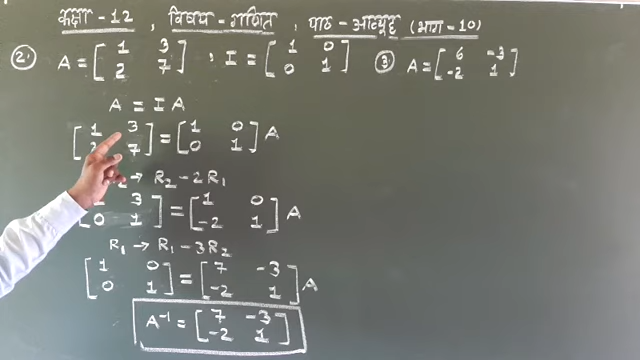 कक्षा - 12 , विषय - गणित , पाठ - आव्यूह (भाग - 10)
2. A = [1 3 2 7] , I = [1 0 0 1] 3. A = [6 -3 -2 1]
A = I A
[1 3 7] = [1 0 0 1] A
→ R₂ - 2R₁
[3 0 1] = [1 0 -2 1] A
R₁ → R₁ - 3R₂
[1 0 0 1] = [7 -3 -2 1] A
A⁻¹ = [7 -3 -2 1]